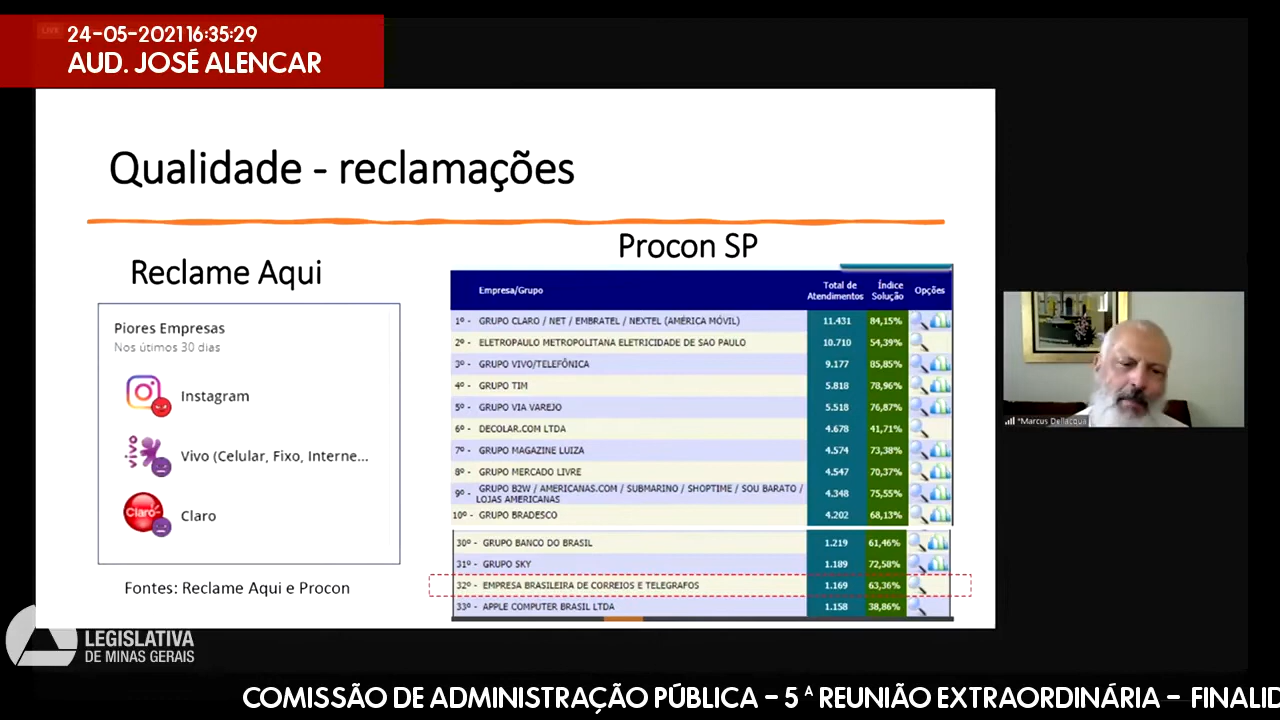 LIVE
24-05-2021 16:35:29
AUD. JOSÉ ALENCAR
Qualidade - reclamações
Reclame Aqui
Piores Empresas
Nos útimos 30 dias
Instagram
vivo
Vivo (Celular, Fixo, Interne...
Claro
Claro
Fontes: Reclame Aqui e Procon
Procon SP
Empresa/Grupo Total de Atendimentos Índice Solução Opções
1º - GRUPO CLARO / NET / EMBRATEL / NEXTEL (AMÉRICA MÓVIL) 11.431 84,15%
2º - ELETROPAULO METROPOLITANA ELETRICIDADE DE SAO PAULO 10.710 54,39%
3º - GRUPO VIVO/TELEFÔNICA 9.177 85,85%
4º - GRUPO TIM 5.818 78,96%
5º - GRUPO VIA VAREJO 5.518 76,87%
6º - DECOLAR.COM LTDA 4.678 41,71%
7º - GRUPO MAGAZINE LUIZA 4.574 73,38%
8º - GRUPO MERCADO LIVRE 4.547 70,37%
9º - GRUPO B2W / AMERICANAS.COM / SUBMARINO / SHOPTIME / SOU BARATO /
LOJAS AMERICANAS 4.348 75,55%
10º - GRUPO BRADESCO 4.202 68,13%
30º - GRUPO BANCO DO BRASIL 1.219 61,46%
31º - GRUPO SKY 1.189 72,58%
32º - EMPRESA BRASILEIRA DE CORREIOS E TELEGRAFOS 1.169 63,36%
33º - APPLE COMPUTER BRASIL LTDA 1.158 38,86%
*Marcus Dellacqua
LEGISLATIVA
DE MINAS GERAIS
COMISSÃO DE ADMINISTRAÇÃO PÚBLICA - 5 ª REUNIÃO EXTRAORDINÁRIA - FINALID